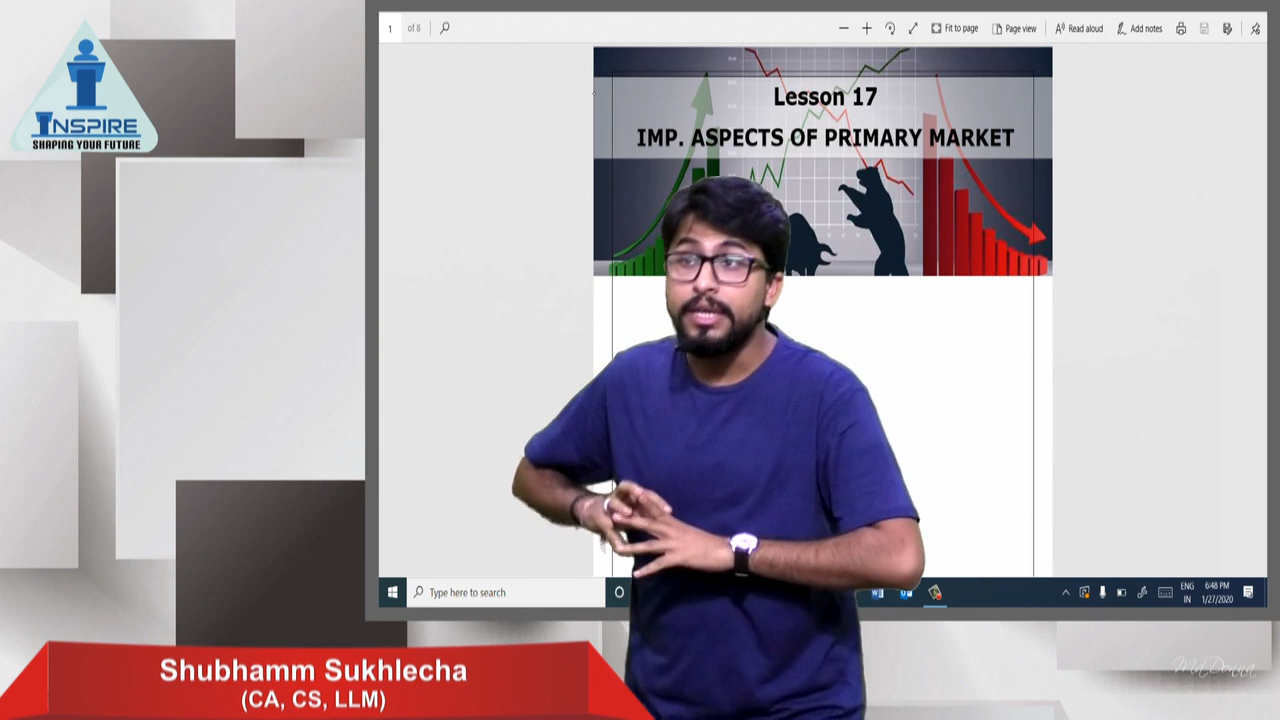 INSPIRE
SHAPING YOUR FUTURE
1 of 8
Fit to page
Page view
Read aloud
Add notes
Lesson 17
IMP. ASPECTS OF PRIMARY MARKET
Type here to search
ENG
IN
6:48 PM
1/27/2020
Shubhamm Sukhlecha
(CA, CS, LLM)